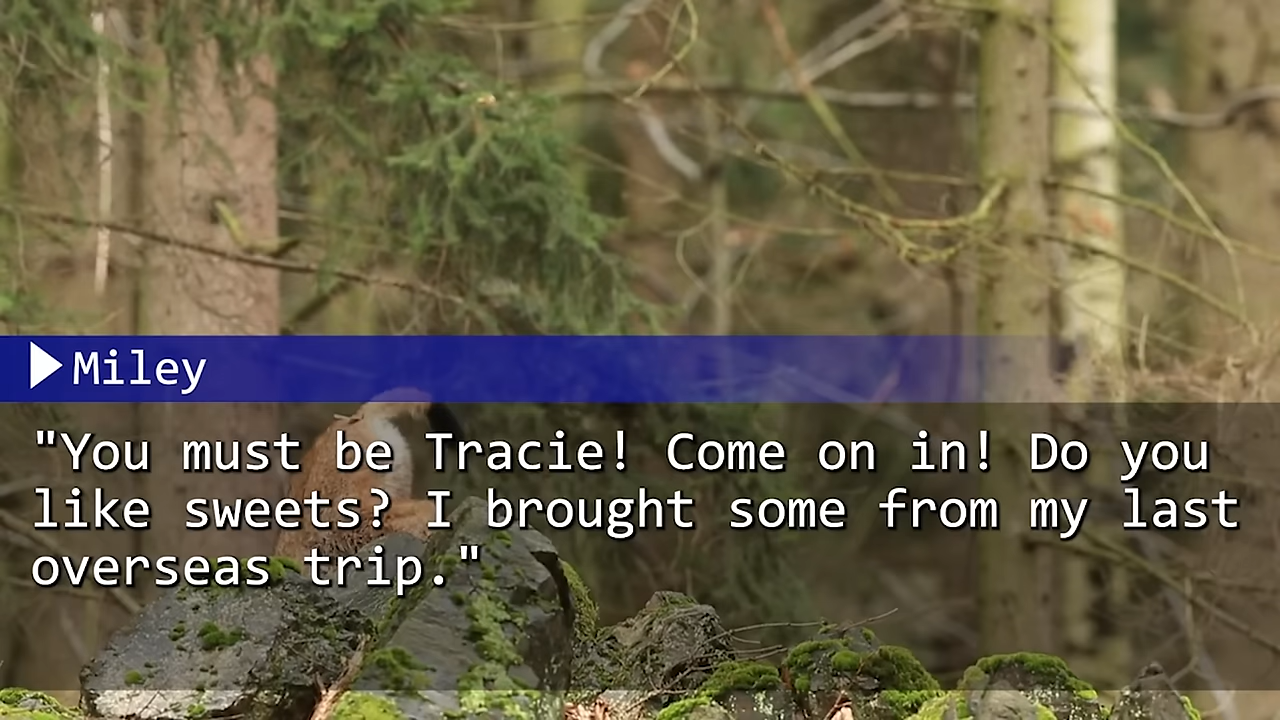 Miley
"You must be Tracie! Come on in! Do you
like sweets? I brought some from my last
overseas trip."